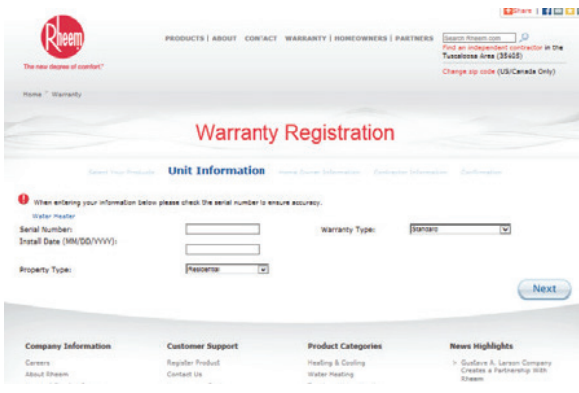 Share
Rheem
The new degree of comfort.™
PRODUCTS | ABOUT CONTACT WARRANTY | HOMEOWNERS | PARTNERS
Search Rheem.com
Find an independent contractor in the
Tuscaloosa Area (35405)
Change zip code (US/Canada Only)
Home Warranty
Warranty Registration
Select Your Products Unit Information Home Owner Information Contractor Information Confirmation
When entering your information below please check the serial number to ensure accuracy.
Water Heater
Serial Number:
Warranty Type: Standard
Install Date (MM/DD/YYYY):
Property Type: Residential
Next
Company Information Customer Support Product Categories News Highlights
Careers Register Product Heating & Cooling > Gustave A. Larson Company
About Rheem Contact Us Water Heating Creates a Partnership With
Rheem